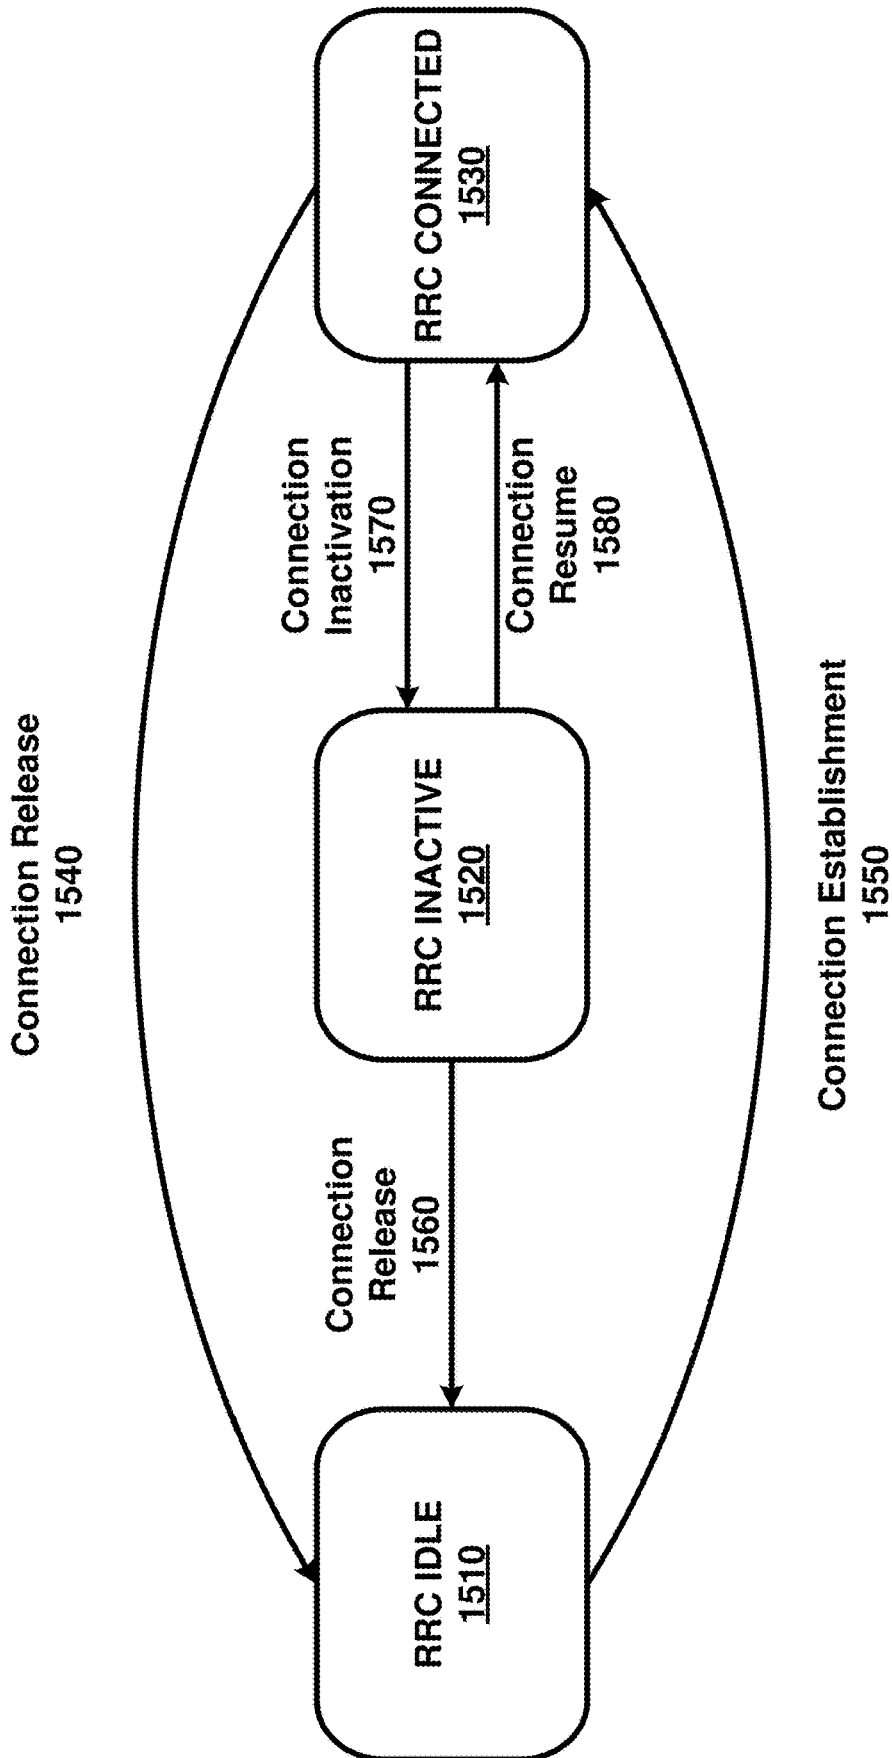 Connection Release
1540
RRC IDLE
1510
Connection
Release
1560
RRC INACTIVE
1520
Connection
Inactivation
1570
Connection
Resume
1580
RRC CONNECTED
1530
Connection Establishment
1550